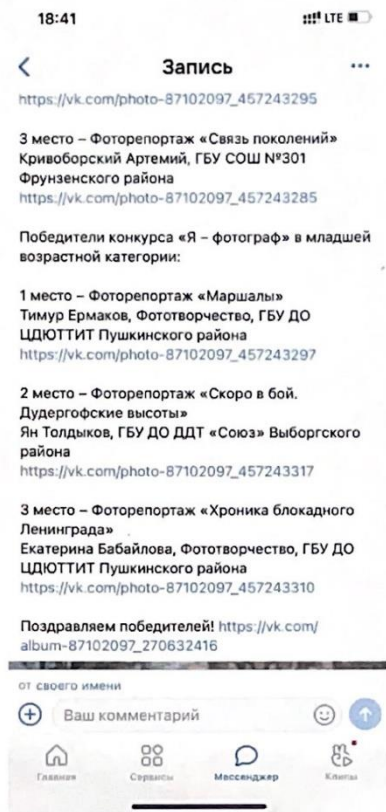 18:41
LTE
Запись
https://vk.com/photo-87102097_457243295
3 место – Фоторепортаж «Связь поколений»
Кривоборский Артемий, ГБУ СОШ №301
Фрунзенского района
https://vk.com/photo-87102097_457243285
Победители конкурса «Я – фотограф» в младшей
возрастной категории:
1 место – Фоторепортаж «Маршалы»
Тимур Ермаков, Фототворчество, ГБУ ДО
ЦДЮТТИТ Пушкинского района
https://vk.com/photo-87102097_457243297
2 место – Фоторепортаж «Скоро в бой.
Дудергофские высоты»
Ян Толдыков, ГБУ ДО ДДТ «Союз» Выборгского
района
https://vk.com/photo-87102097_457243317
3 место – Фоторепортаж «Хроника блокадного
Ленинграда»
Екатерина Бабайлова, Фототворчество, ГБУ ДО
ЦДЮТТИТ Пушкинского района
https://vk.com/photo-87102097_457243310
Поздравляем победителей! https://vk.com/
album-87102097_270632416
от своего имени
Ваш комментарий
Главная
Сервисы
Мессенджер
Клипы